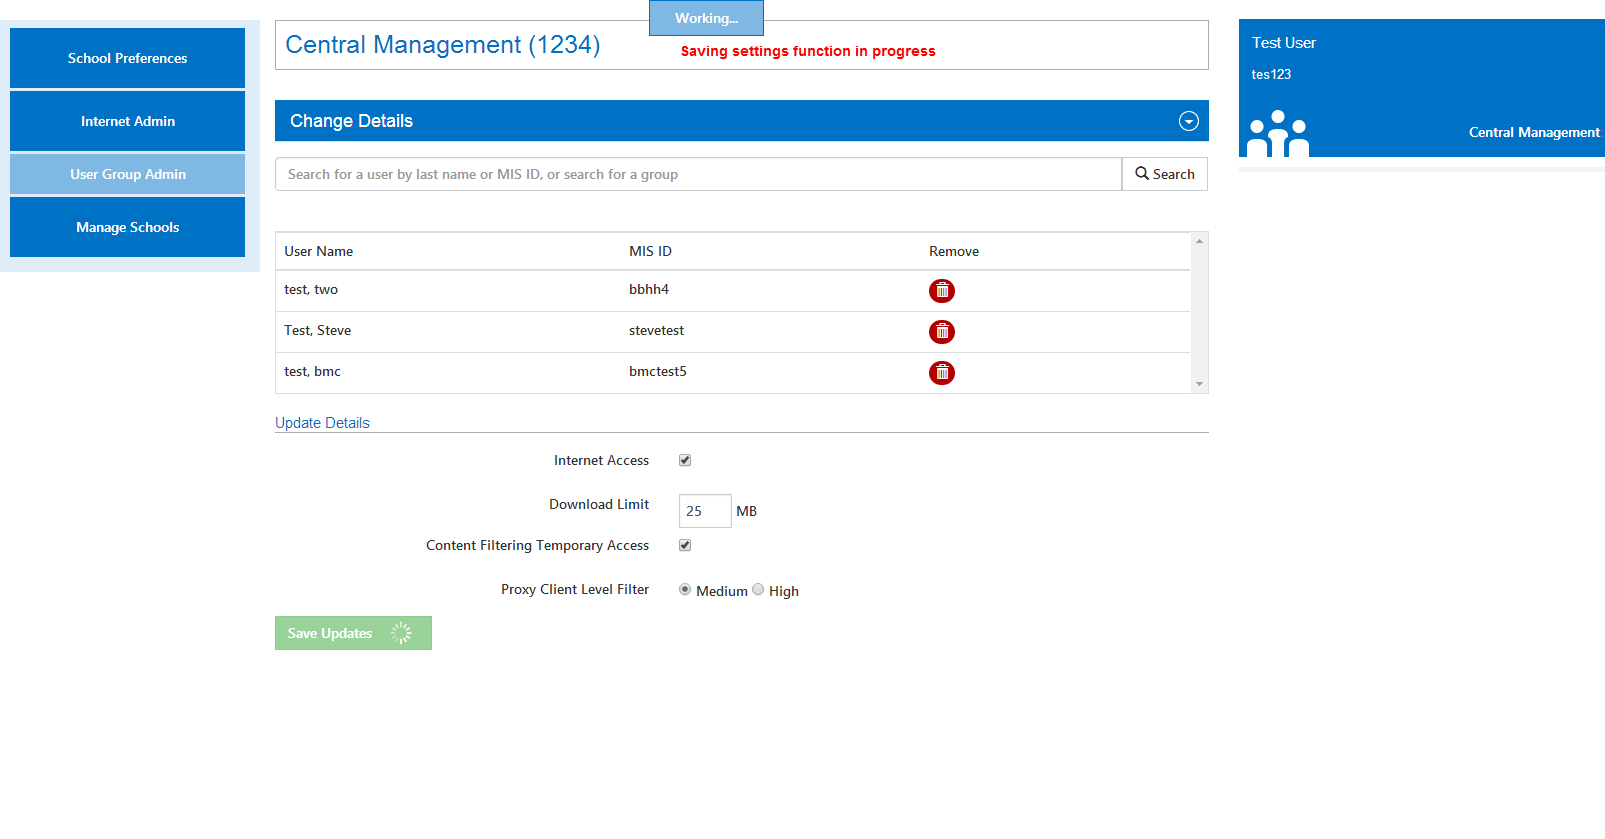 Working...
School Preferences
Internet Admin
User Group Admin
Manage Schools
Central Management (1234)
Saving settings function in progress
Test User
tes123
Central Management
Change Details
Search for a user by last name or MIS ID, or search for a group
Search
User Name MIS ID Remove
test, two bbhh4
Test, Steve stevetest
test, bmc bmctest5
Update Details
Internet Access
Download Limit 25 MB
Content Filtering Temporary Access
Proxy Client Level Filter Medium High
Save Updates